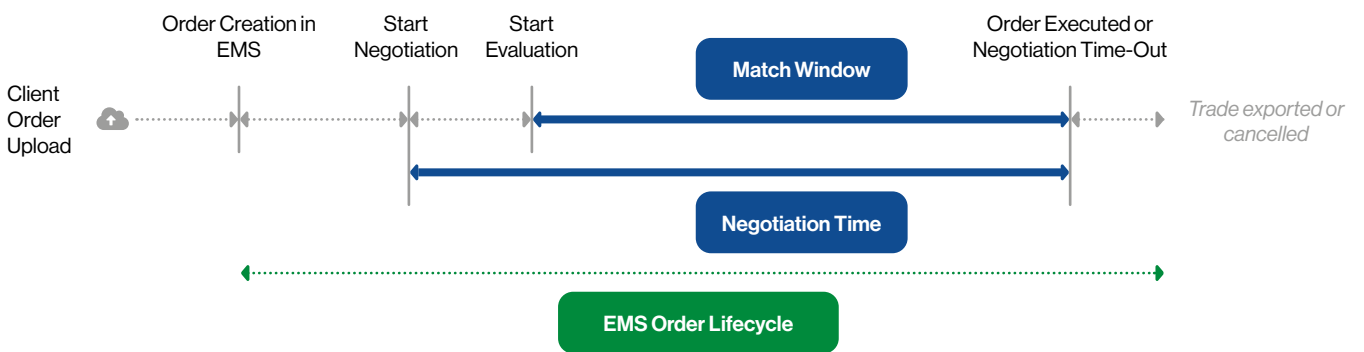 Order Creation in
EMS
Start
Negotiation
Start
Evaluation
Order Executed or
Negotiation Time-Out
Match Window
Client
Order
Upload
Trade exported or
cancelled
Negotiation Time
EMS Order Lifecycle